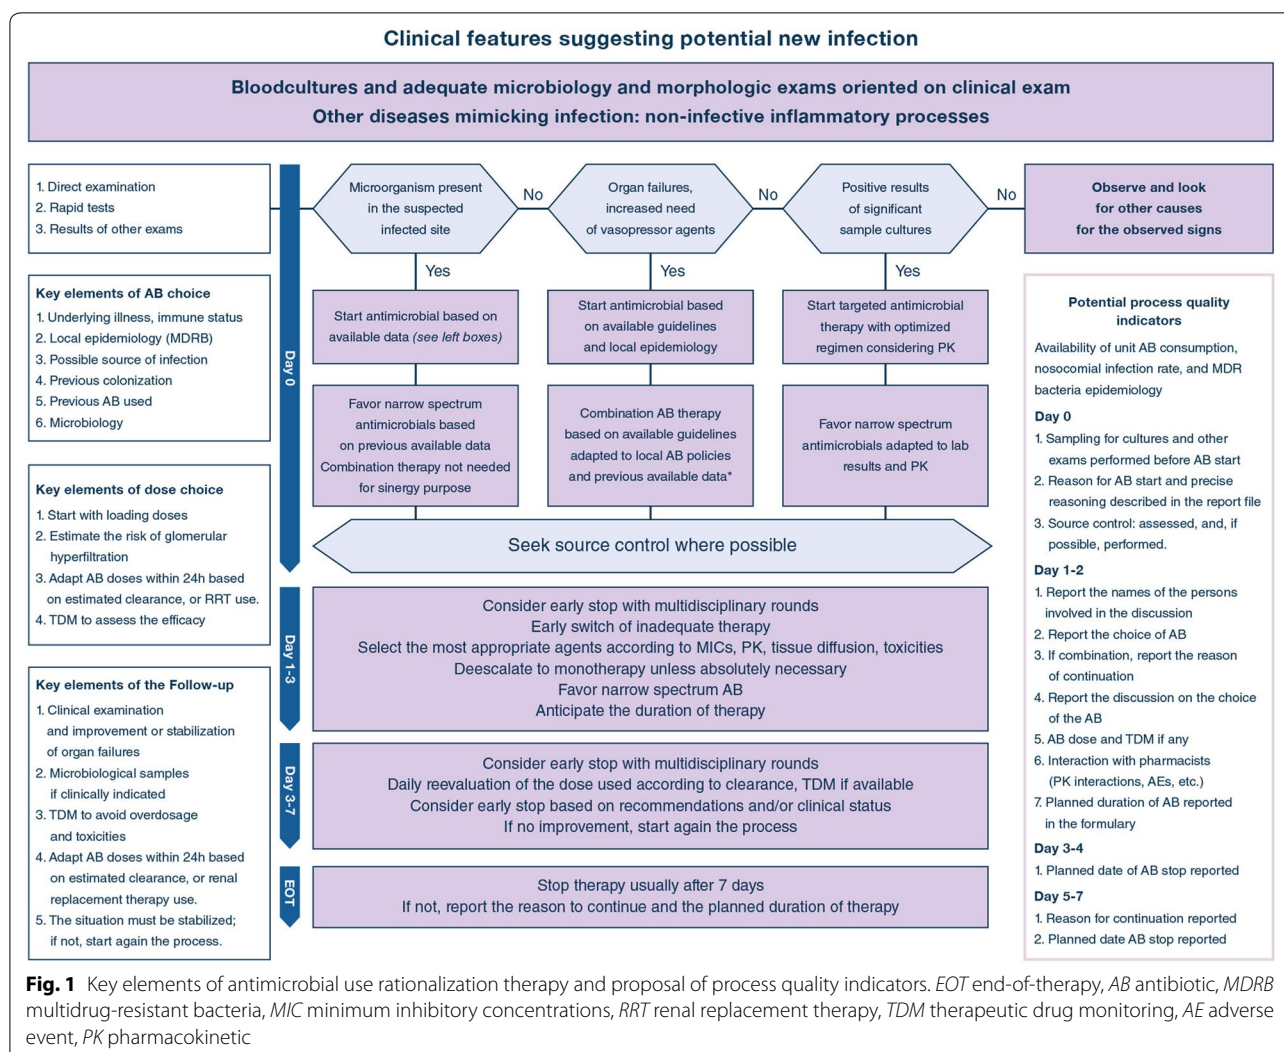 Clinical features suggesting potential new infection
Bloodcultures and adequate microbiology and morphologic exams oriented on clinical exam
Other diseases mimicking infection: non-infective inflammatory processes
1. Direct examination
2. Rapid tests
3. Results of other exams
Day 0
Microorganism present
in the suspected
infected site
No
Organ failures,
increased need
of vasopressor agents
No
Positive results
of significant
sample cultures
No
Observe and look
for other causes
for the observed signs
Yes
Yes
Yes
Key elements of AB choice
1. Underlying illness, immune status
2. Local epidemiology (MDRB)
3. Possible source of infection
4. Previous colonization
5. Previous AB used
6. Microbiology
Start antimicrobial based on
available data (see left boxes)
Start antimicrobial based
on available guidelines
and local epidemiology
Start targeted antimicrobial
therapy with optimized
regimen considering PK
Favor narrow spectrum
antimicrobials based
on previous available data
Combination therapy not needed
for sinergy purpose
Combination AB therapy
based on available guidelines
adapted to local AB policies
and previous available data*
Favor narrow spectrum
antimicrobials adapted to lab
results and PK
Key elements of dose choice
1. Start with loading doses
2. Estimate the risk of glomerular
hyperfiltration
3. Adapt AB doses within 24h based
on estimated clearance, or RRT use.
4. TDM to assess the efficacy
Seek source control where possible
Day 1-3
Consider early stop with multidisciplinary rounds
Early switch of inadequate therapy
Select the most appropriate agents according to MICs, PK, tissue diffusion, toxicities
Deescalate to monotherapy unless absolutely necessary
Favor narrow spectrum AB
Anticipate the duration of therapy
Key elements of the Follow-up
1. Clinical examination
and improvement or stabilization
of organ failures
2. Microbiological samples
if clinically indicated
3. TDM to avoid overdosage
and toxicities
4. Adapt AB doses within 24h based
on estimated clearance, or renal
replacement therapy use.
5. The situation must be stabilized;
if not, start again the process.
Day 3-7
Consider early stop with multidisciplinary rounds
Daily reevaluation of the dose used according to clearance, TDM if available
Consider early stop based on recommendations and/or clinical status
If no improvement, start again the process
EOT
Stop therapy usually after 7 days
If not, report the reason to continue and the planned duration of therapy
Potential process quality
indicators
Availability of unit AB consumption,
nosocomial infection rate, and MDR
bacteria epidemiology
Day 0
1. Sampling for cultures and other
exams performed before AB start
2. Reason for AB start and precise
reasoning described in the report file
3. Source control: assessed, and, if
possible, performed.
Day 1-2
1. Report the names of the persons
involved in the discussion
2. Report the choice of AB
3. If combination, report the reason
of continuation
4. Report the discussion on the choice
of the AB
5. AB dose and TDM if any
6. Interaction with pharmacists
(PK interactions, AEs, etc.)
7. Planned duration of AB reported
in the formulary
Day 3-4
1. Planned date of AB stop reported
Day 5-7
1. Reason for continuation reported
2. Planned date AB stop reported
Fig. 1 Key elements of antimicrobial use rationalization therapy and proposal of process quality indicators. EOT end-of-therapy, AB antibiotic, MDRB
multidrug-resistant bacteria, MIC minimum inhibitory concentrations, RRT renal replacement therapy, TDM therapeutic drug monitoring, AE adverse
event, PK pharmacokinetic